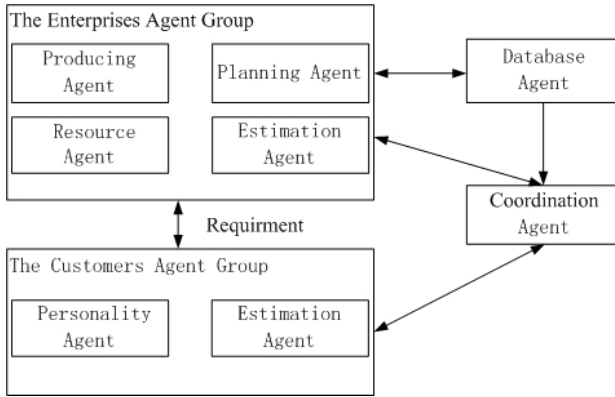 The Enterprises Agent Group
Producing
Agent
Planning Agent
Resource
Agent
Estimation
Agent
Database
Agent
Coordination
Agent
Requirment
The Customers Agent Group
Personality
Agent
Estimation
Agent